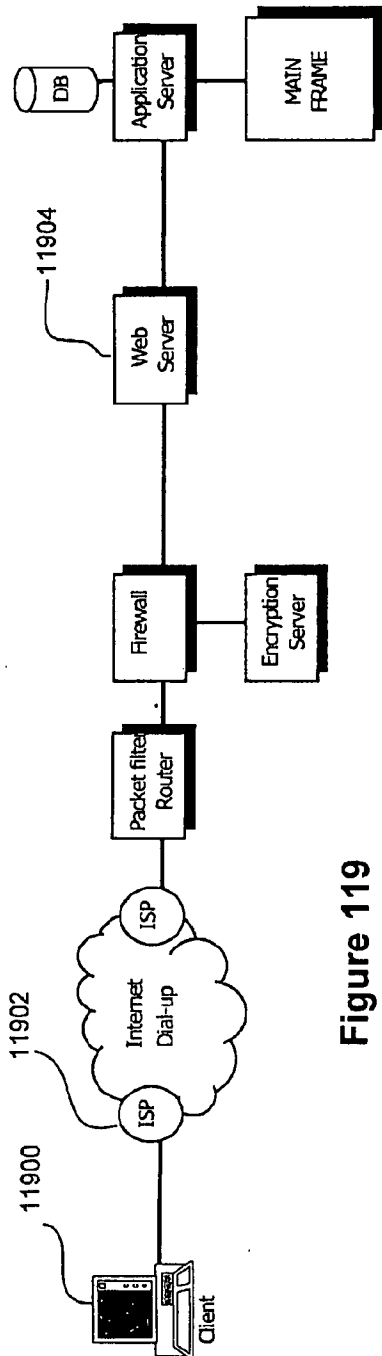 11900
Client
11902
ISP
Internet
Dial-up
ISP
Packet filter
Router
Firewall
Encryption
Server
11904
Web
Server
DB
Application
Server
MAIN
FRAME
Figure 119